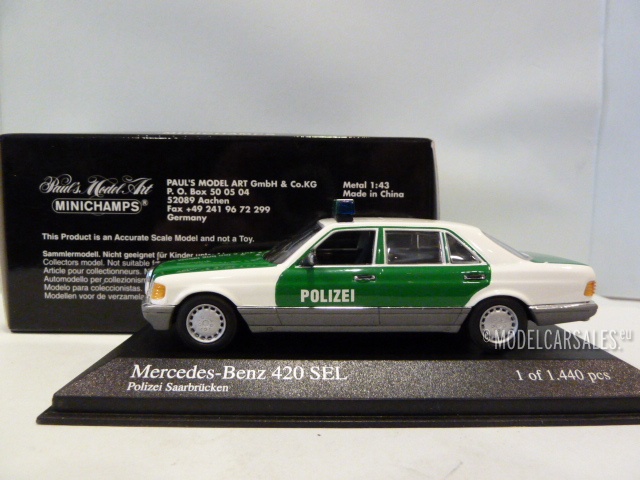 Paul's Model Art
MINICHAMPS®
PAUL'S MODEL ART GmbH & Co.KG
P. O. Box 50 05 04
52089 Aachen
Fax +49 241 96 72 299
Germany
Metal 1:43
Made in China
This Product is an Accurate Scale Model and not a Toy.
Sammlermodell. Nicht geeignet für Kinder unter
Collectors model. Not suitable
Article pour collectionneurs.
Automodello per collezionismo
Modelo para coleccionistas.
Modellen voor de verzamela
POLIZEI
©MODELCARSALES.eu
Mercedes-Benz 420 SEL
Polizei Saarbrücken
1 of 1.440 pcs